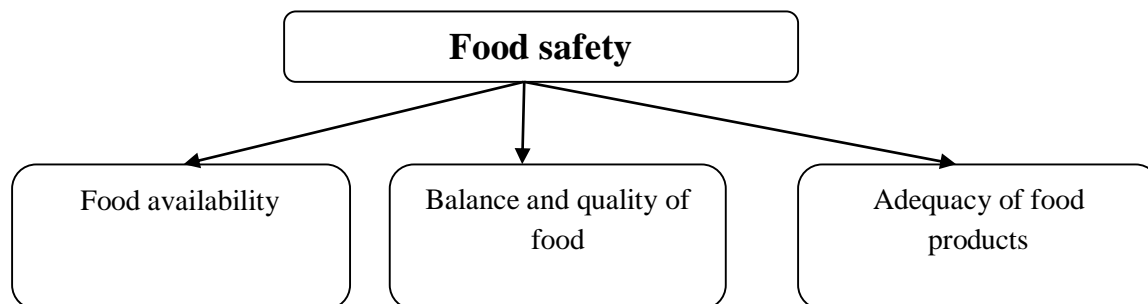 Food safety
Food availability
Balance and quality of
food
Adequacy of food
products